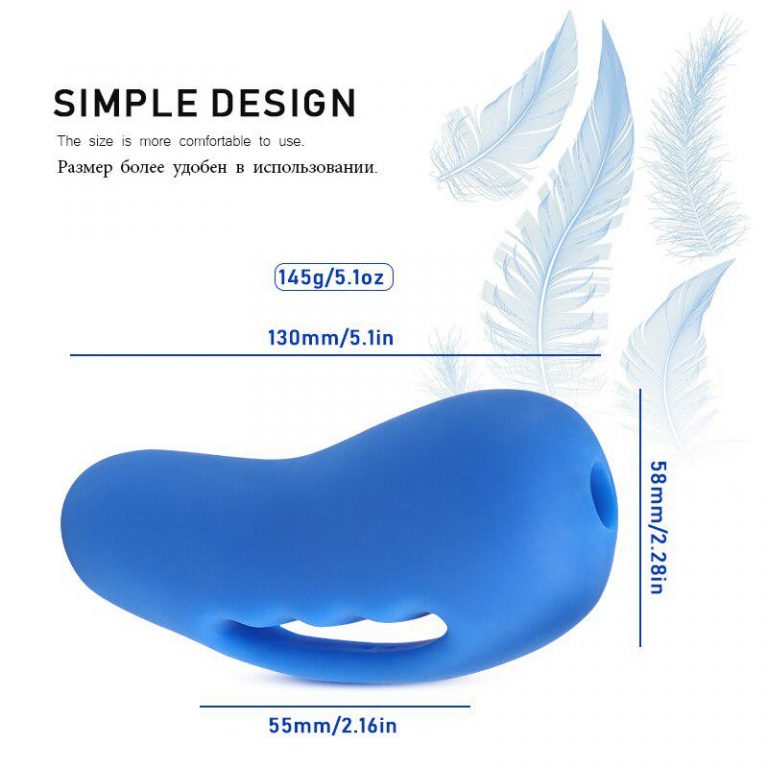 SIMPLE DESIGN
The size is more comfortable to use.
Размер более удобен в использовании.
145g/5.1oz
130mm/5.1in
58mm/2.28in
55mm/2.16in